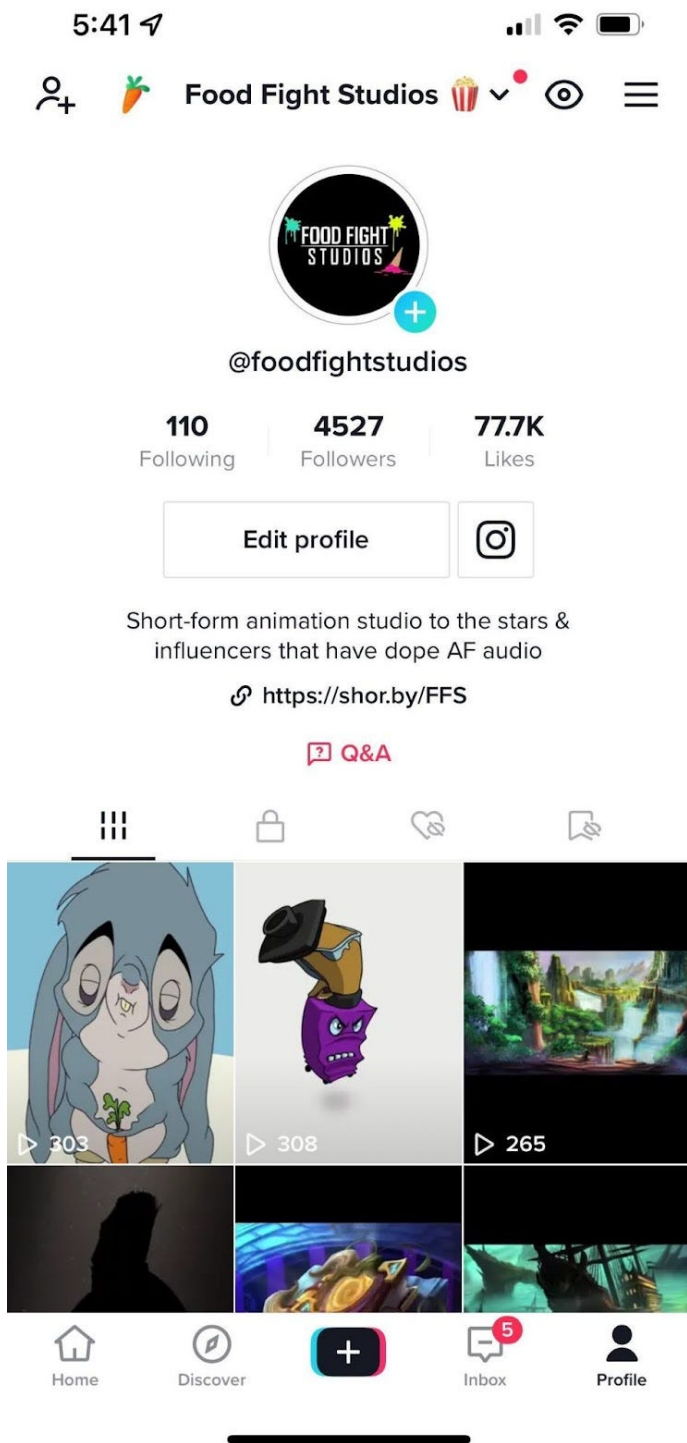 5:41
Food Fight Studios
FOOD FIGHT
STUDIOS
@foodfightstudios
110 4527 77.7K
Following Followers Likes
Edit profile
Short-form animation studio to the stars &
influencers that have dope AF audio
https://shor.by/FFS
Q&A
303 308 265
5
Home Discover Inbox Profile